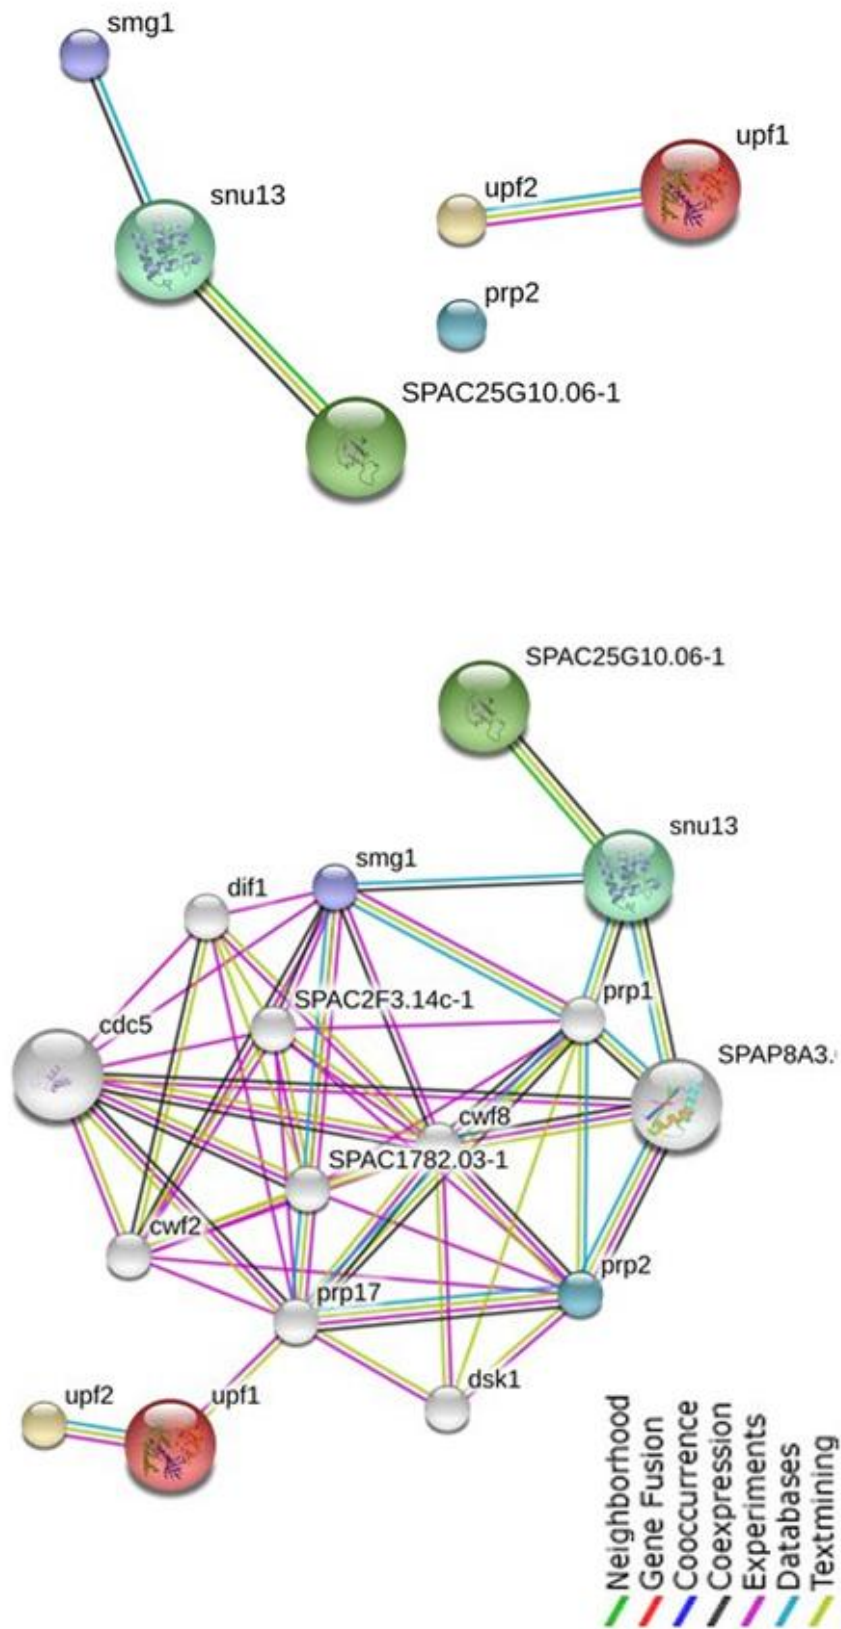 smg1
upf1
upf2
snu13
prp2
SPAC25G10.06-1
SPAC25G10.06-1
snu13
smg1
dif1
SPAC2F3.14c-1
prp1
cdc5
SPAP8A3.
cwf8
SPAC1782.03-1
cwf2
prp2
prp17
dsk1
upf2
upf1
Neighborhood
Gene Fusion
Cooccurrence
Coexpression
Experiments
Databases
Textmining